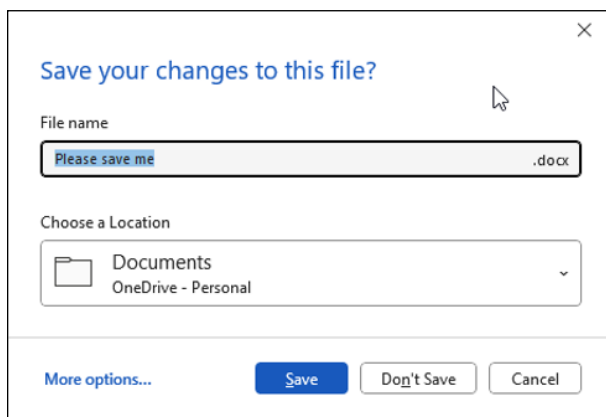 Save your changes to this file?
File name
Please save me .docx
Choose a Location
Documents
OneDrive - Personal
More options... Save Don't Save Cancel